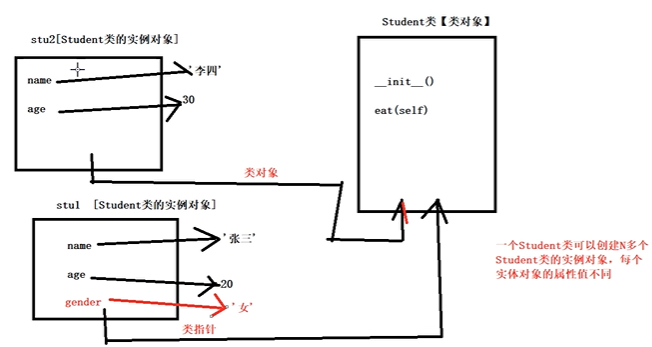 Student类【类对象】
stu2[Student类的实例对象]
name
'李四'
age
30
__init__()
eat(self)
类对象
stu1 [Student类的实例对象]
name
'张三'
age
20
gender
'女'
类指针
一个Student类可以创建N多个
Student类的实例对象，每个
实体对象的属性值不同